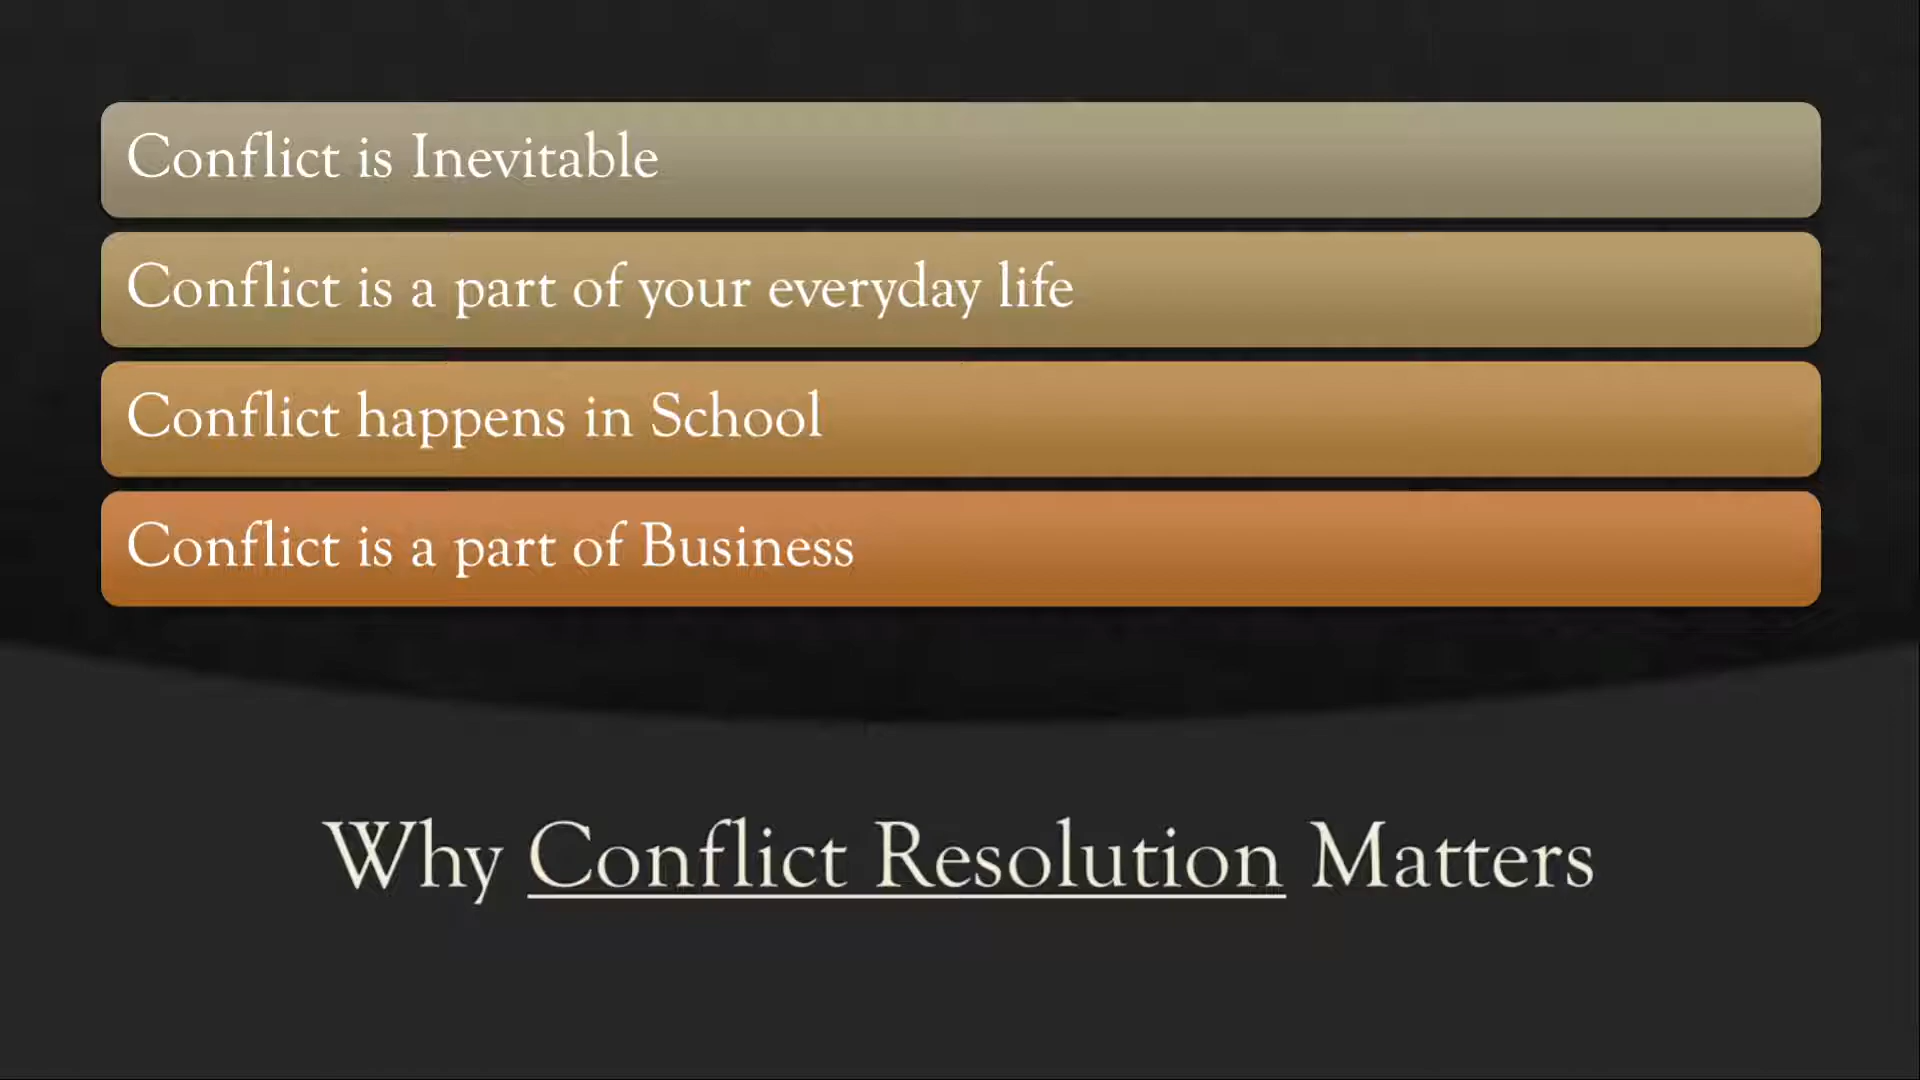 Conflict is Inevitable
Conflict is a part of your everyday life
Conflict happens in School
Conflict is a part of Business
Why Conflict Resolution Matters